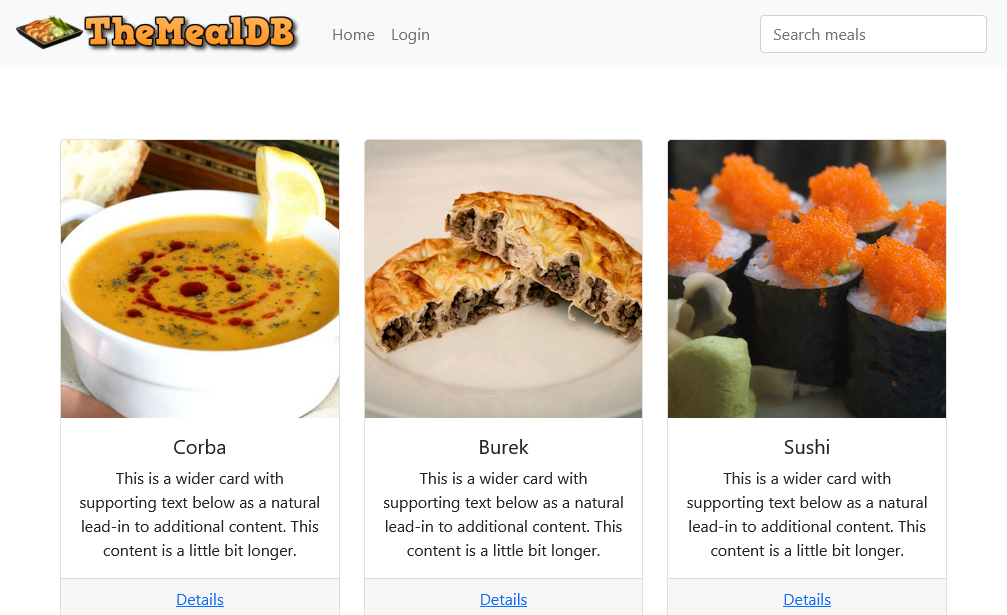 TheMealDB
Home
Login
Search meals
Corba
This is a wider card with
supporting text below as a natural
lead-in to additional content. This
content is a little bit longer.
Details
Burek
This is a wider card with
supporting text below as a natural
lead-in to additional content. This
content is a little bit longer.
Details
Sushi
This is a wider card with
supporting text below as a natural
lead-in to additional content. This
content is a little bit longer.
Details